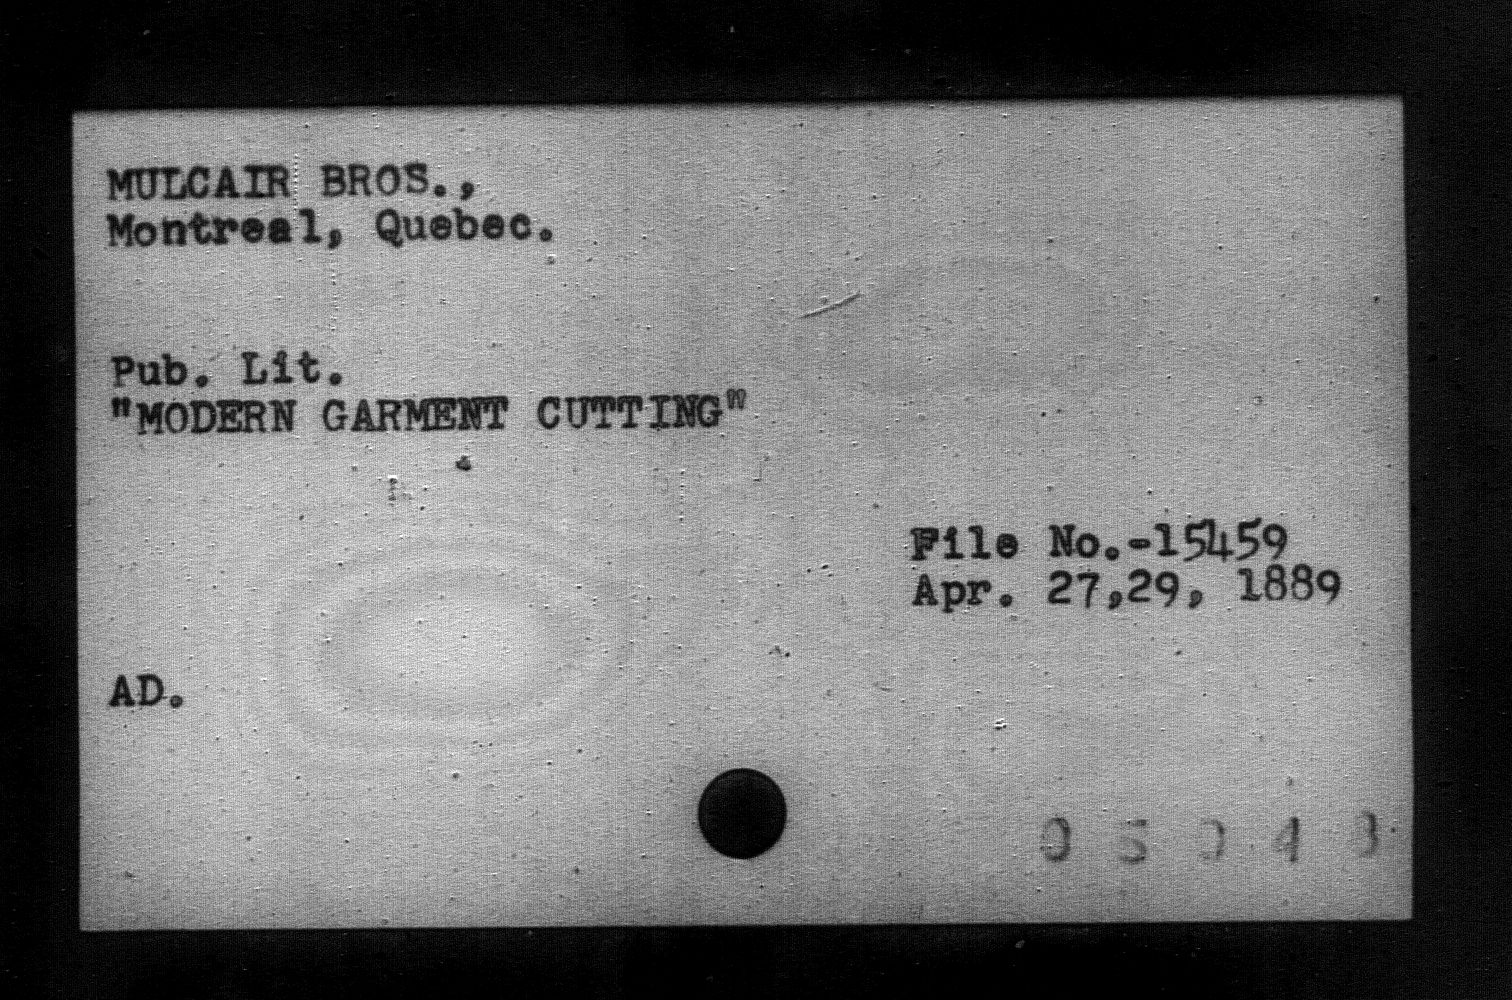 MULCAIR BROS.,
Montreal, Quebec.
Pub. Lit.
"MODERN GARMENT CUTTING"
File No.-15459
Apr. 27,29, 1889
AD.